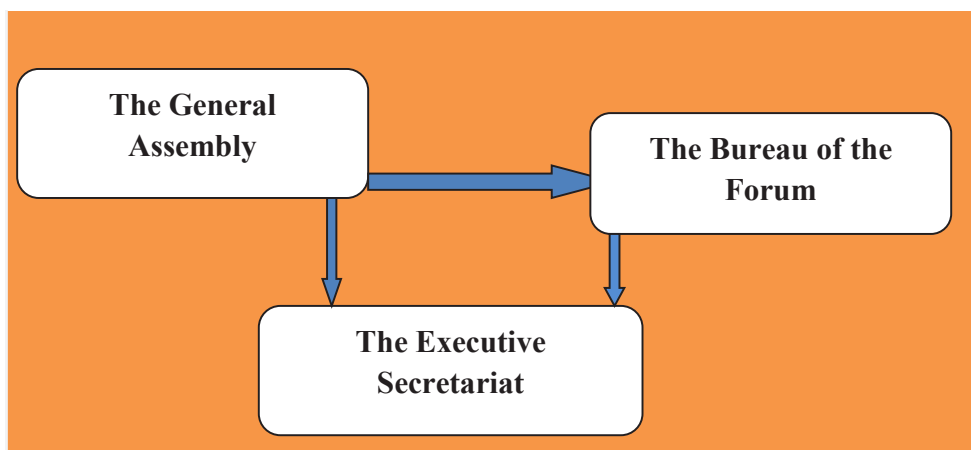 The General
Assembly
The Bureau of the
Forum
The Executive
Secretariat